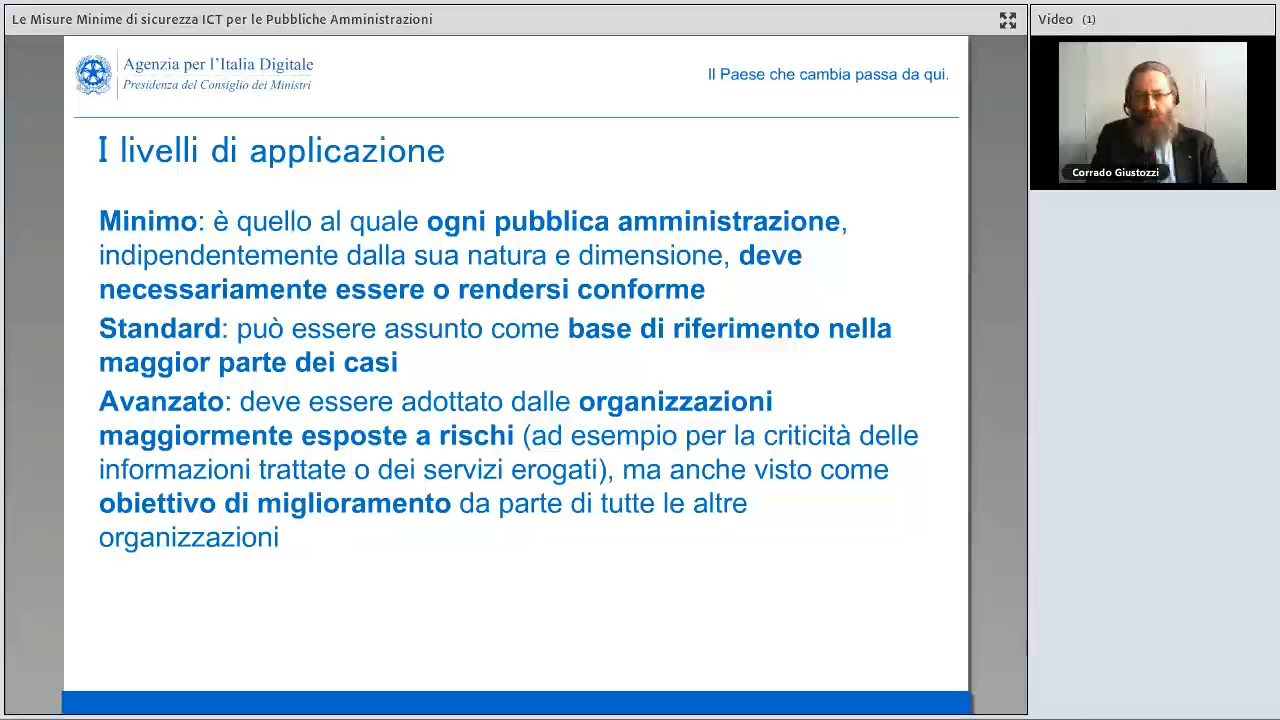 Le Misure Minime di sicurezza ICT per le Pubbliche Amministrazioni
Video (1)
Agenzia per l'Italia Digitale
Presidenza del Consiglio dei Ministri
Il Paese che cambia passa da qui.
Corrado Giustozzi
I livelli di applicazione
Minimo: è quello al quale ogni pubblica amministrazione,
indipendentemente dalla sua natura e dimensione, deve
necessariamente essere o rendersi conforme
Standard: può essere assunto come base di riferimento nella
maggior parte dei casi
Avanzato: deve essere adottato dalle organizzazioni
maggiormente esposte a rischi (ad esempio per la criticità delle
informazioni trattate o dei servizi erogati), ma anche visto come
obiettivo di miglioramento da parte di tutte le altre
organizzazioni